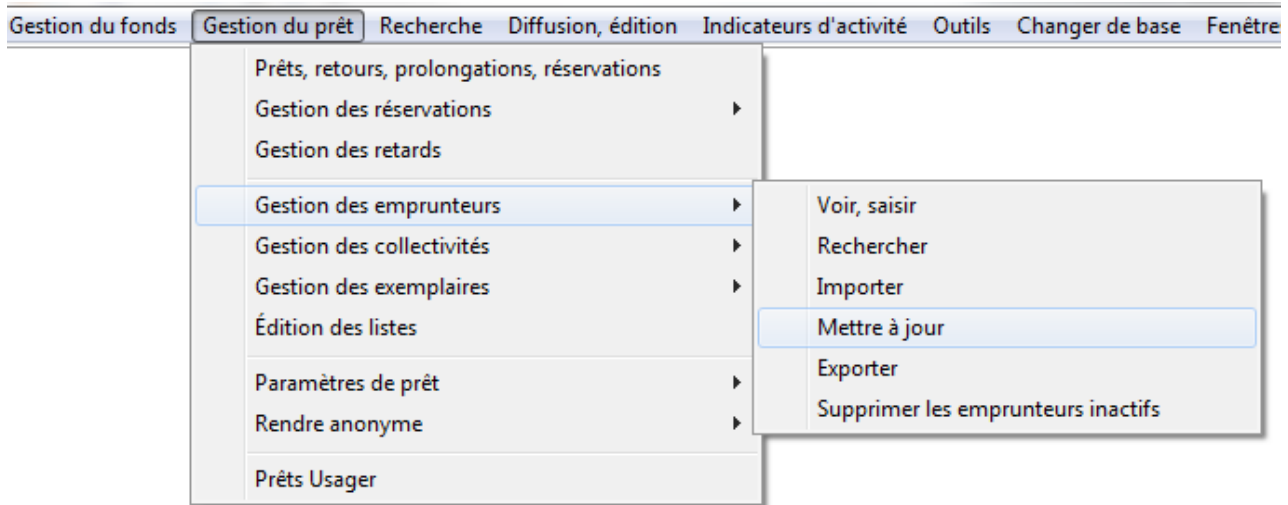 Gestion du fonds Gestion du prêt Recherche Diffusion, édition Indicateurs d'activité Outils Changer de base Fenêtre
Prêts, retours, prolongations, réservations
Gestion des réservations
Gestion des retards
Gestion des emprunteurs
Gestion des collectivités
Gestion des exemplaires
Édition des listes
Paramètres de prêt
Rendre anonyme
Prêts Usager
Voir, saisir
Rechercher
Importer
Mettre à jour
Exporter
Supprimer les emprunteurs inactifs